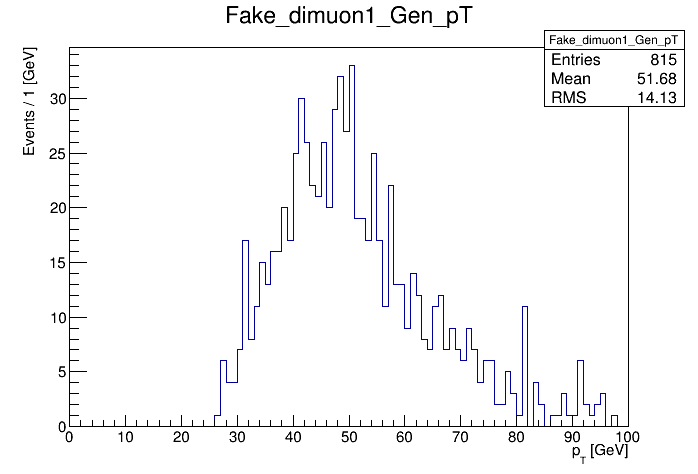 Fake_dimuon1_Gen_pT
Fake_dimuon1_Gen_pT
Entries 815
Mean 51.68
RMS 14.13
Events / 1 [GeV]
30
25
20
15
10
5
0
0 10 20 30 40 50 60 70 80 90 100
p_T [GeV]